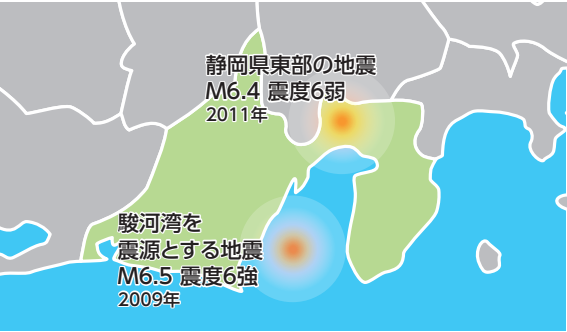 静岡県東部の地震
M6.4 震度6弱
2011年
駿河湾を
震源とする地震
M6.5 震度6強
2009年